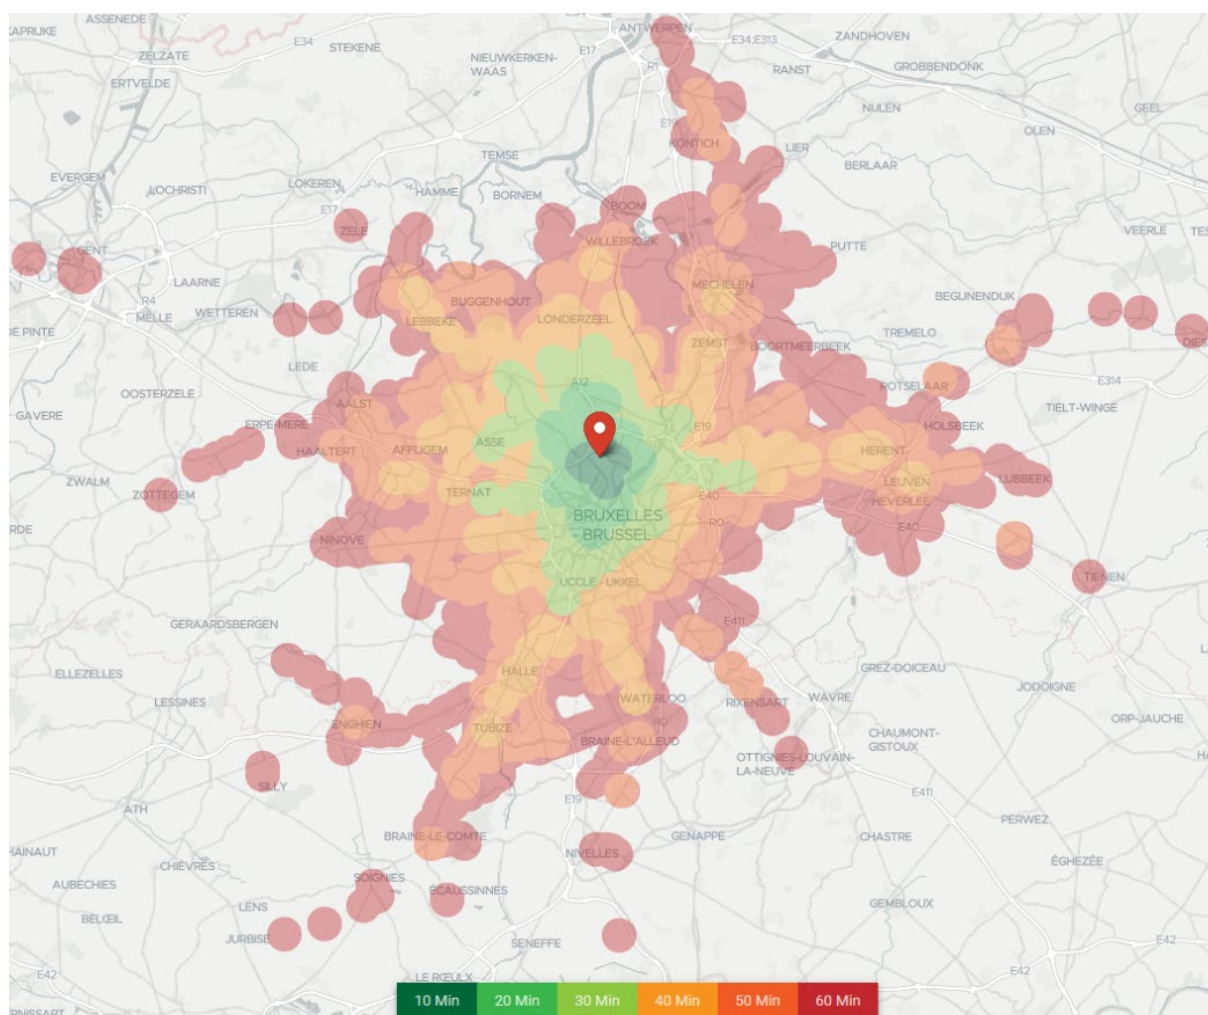 ASSENEDE
KAPRIJKE
E34
STEKENE
ANTWERPEN
E34;E313
ZANDHOVEN
ZELZATE
E17
NIEUWKERKEN-
WAAS
R1
RANST
GROBBENDONK
ERTVELDE
NIJLEN
GEEL
E19
OLEN
KONTICH
LIER
TEMSE
BERLAAR
EVERGEM
LOCHRISTI
LOKEREN
HAMME
BORNEM
E17
BOOM
ZELE
VEERLE
WILLEBROEK
PUTTE
GENT
LAARNE
MECHELEN
BEGIJNENDIJK
R4
MELLE
WETTEREN
BUGGENHOUT
LEBBEKE
LONDERZEEL
DE PINTE
TREMELO
ZEMST
BOORTMEERBEEK
LEDE
A12
ROTSELAAR
E314
OOSTERZELE
AALST
TIELT-WINGE
GAVERE
ERPE-MERE
E19
HOLSBEEK
ASSE
HAALTERT
AFFLIGEM
HERENT
ZWALM
LEUVEN
LUBBEEK
ZOTTEGEM
TERNAT
E40
HEVERLEE
BRUXELLES
- BRUSSEL
RO
E40
NINOVE
UCCLE - UKKEL
TIENEN
GERAARDSBERGEN
E411
ELLEZELLES
HALLE
GREZ-DOICEAU
JODOIGNE
LESSINES
WATERLOO
RIXENSART
WAVRE
ENGHIEN
TUBIZE
RO
ORP-JAUCHE
BRAINE-L'ALLEUD
CHAUMONT-
GISTOUX
OTTIGNIES-LOUVAIN-
LA-NEUVE
SILLY
E411
ATH
E19
PERWEZ
BRAINE-LE-COMTE
GENAPPE
CHASTRE
HAINAUT
NIVELLES
CHIÈVRES
ÉGHEZÉE
AUBECHIES
SOIGNIES
ÉCAUSSINNES
LENS
GEMBLOUX
BELŒIL
JURBISE
SENEFFE
E42
E42
LE RŒULX
E42
10 Min 20 Min 30 Min 40 Min 50 Min 60 Min